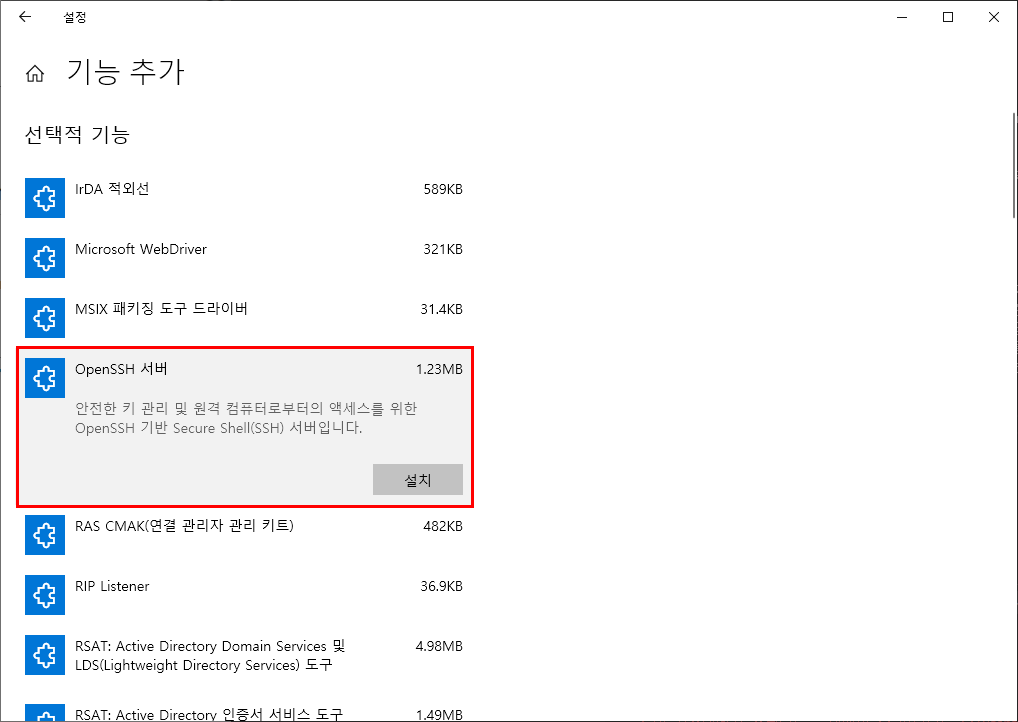 설정
기능 추가
선택적 기능
IrDA 적외선 589KB
Microsoft WebDriver 321KB
MSIX 패키징 도구 드라이버 31.4KB
OpenSSH 서버 1.23MB
안전한 키 관리 및 원격 컴퓨터로부터의 액세스를 위한
OpenSSH 기반 Secure Shell(SSH) 서버입니다.
설치
RAS CMAK(연결 관리자 관리 키트) 482KB
RIP Listener 36.9KB
RSAT: Active Directory Domain Services 및 4.98MB
LDS(Lightweight Directory Services) 도구
RSAT: Active Directory 인증서 서비스 도구 1.49MB